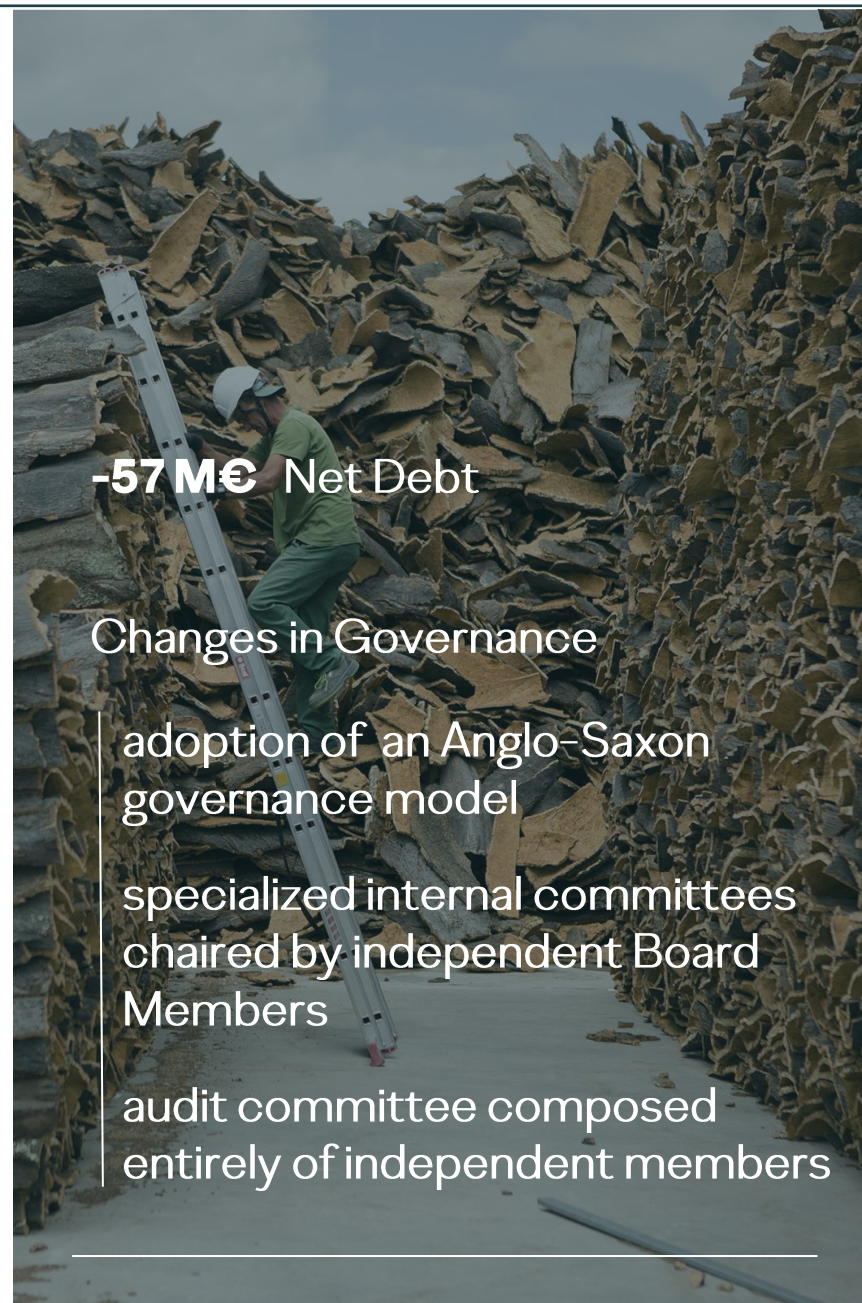 -57 M€ Net Debt
Changes in Governance
adoption of an Anglo-Saxon
governance model
specialized internal committees
chaired by independent Board
Members
audit committee composed
entirely of independent members